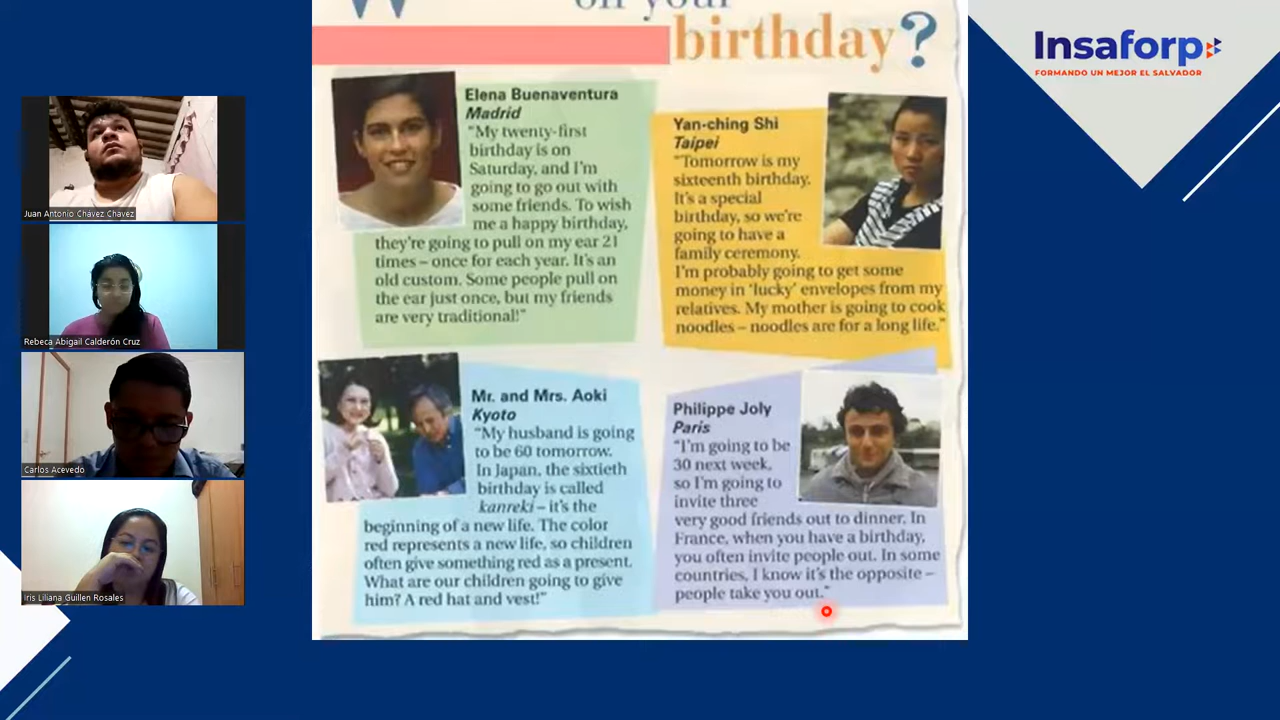 on your
birthday?
Elena Buenaventura
Madrid
"My twenty-first
birthday is on
Saturday, and I'm
going to go out with
some friends. To wish
me a happy birthday,
they're going to pull on my ear 21
times – once for each year. It's an
old custom. Some people pull on
the ear just once, but my friends
are very traditional!"
Yan-ching Shi
Taipei
"Tomorrow is my
sixteenth birthday.
It's a special
birthday, so we're
going to have a
family ceremony.
I'm probably going to get some
money in 'lucky' envelopes from my
relatives. My mother is going to cook
noodles – noodles are for a long life."
Mr. and Mrs. Aoki
Kyoto
"My husband is going
to be 60 tomorrow.
In Japan, the sixtieth
birthday is called
kanreki – it's the
beginning of a new life. The color
red represents a new life, so children
often give something red as a present.
What are our children going to give
him? A red hat and vest!"
Philippe Joly
Paris
"I'm going to be
30 next week,
so I'm going to
invite three
very good friends out to dinner. In
France, when you have a birthday,
you often invite people out. In some
countries, I know it's the opposite –
people take you out."
Insaforp
FORMANDO UN MEJOR EL SALVADOR
Juan Antonio Chávez Chavez
Rebeca Abigail Calderón Cruz
Carlos Acevedo
Iris Liliana Guillen Rosales